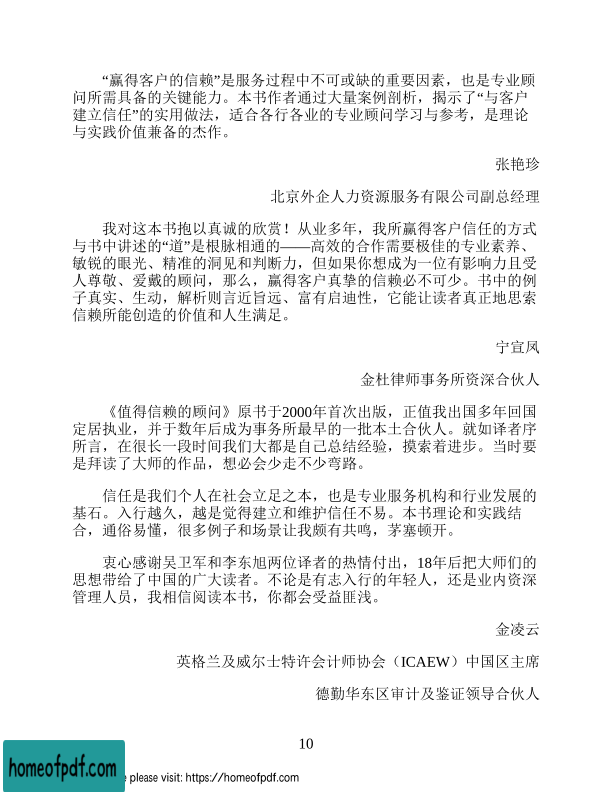 “赢得客户的信赖”是服务过程中不可或缺的重要因素，也是专业顾
问所需具备的关键能力。本书作者通过大量案例剖析，揭示了“与客户
建立信任”的实用做法，适合各行各业的专业顾问学习与参考，是理论
与实践价值兼备的杰作。
张艳珍
北京外企人力资源服务有限公司副总经理
我对这本书抱以真诚的欣赏！从业多年，我所赢得客户信任的方式
与书中讲述的“道”是根脉相通的——高效的合作需要极佳的专业素养、
敏锐的眼光、精准的洞见和判断力，但如果你想成为一位有影响力且受
人尊敬、爱戴的顾问，那么，赢得客户真挚的信赖必不可少。书中的例
子真实、生动，解析则言近旨远、富有启迪性，它能让读者真正地思索
信赖所能创造的价值和人生满足。
宁宣凤
金杜律师事务所资深合伙人
《值得信赖的顾问》原书于2000年首次出版，正值我出国多年回国
定居执业，并于数年后成为事务所最早的一批本土合伙人。就如译者序
所言，在很长一段时间我们大都是自己总结经验，摸索着进步。当时要
是拜读了大师的作品，想必会少走不少弯路。
信任是我们个人在社会立足之本，也是专业服务机构和行业发展的
基石。入行越久，越是觉得建立和维护信任不易。本书理论和实践结
合，通俗易懂，很多例子和场景让我颇有共鸣，茅塞顿开。
衷心感谢吴卫军和李东旭两位译者的热情付出，18年后把大师们的
思想带给了中国的广大读者。不论是有志入行的年轻人，还是业内资深
管理人员，我相信阅读本书，你都会受益匪浅。
金凌云
英格兰及威尔士特许会计师协会（ICAEW）中国区主席
德勤华东区审计及鉴证领导合伙人
10
homeofpdf.com
please visit: https://homeofpdf.com